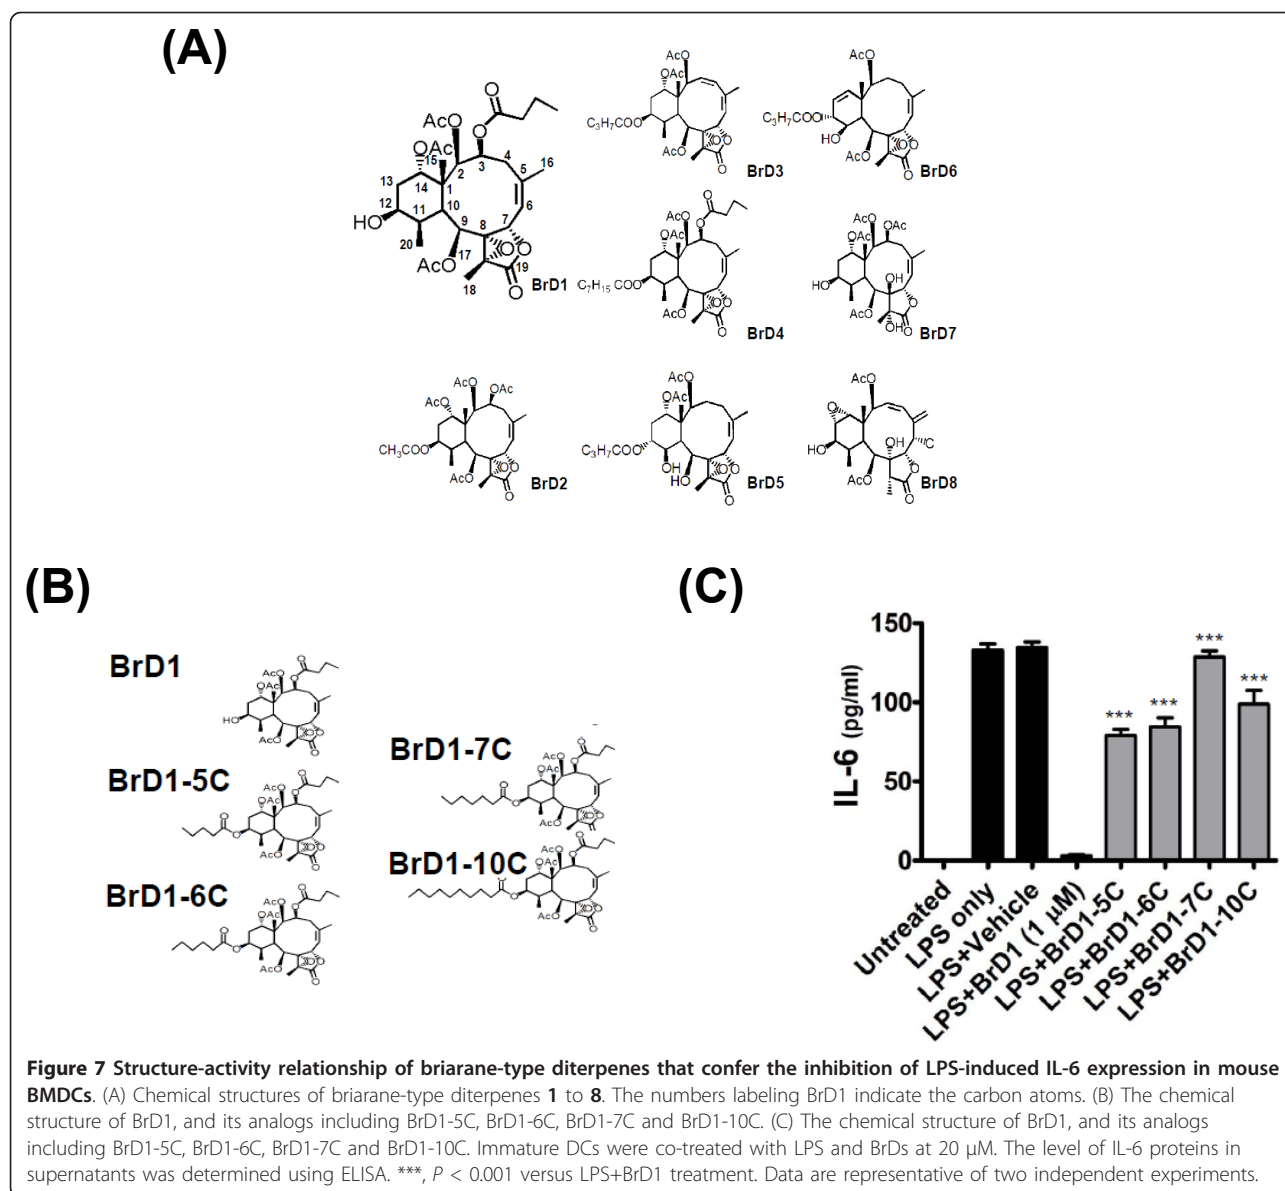 (A)
BrD1
AcO
OAc
AcO
HO
O
O
O
O
O
O
1
2
3
4
5
6
7
8
9
10
11
12
13
14
15
16
17
18
19
20
BrD3
AcO
OAc
C₃H₇COO
AcO
O
O
O
BrD6
AcO
C₃H₇COO
HO
AcO
O
O
O
BrD4
AcO
OAc
O
O
C₇H₁₅COO
AcO
O
O
O
BrD7
AcO
OAc
OAc
HO
OH
AcO
OH
O
O
BrD2
AcO
OAc
AcO
CH₃COO
AcO
O
O
O
BrD5
AcO
OAc
C₃H₇COO
OH
HO
O
O
O
BrD8
AcO
O
HO
OH
C
AcO
O
O
(B)
BrD1
BrD1-5C
BrD1-6C
BrD1-7C
BrD1-10C
(C)
IL-6 (pg/ml)
150
100
50
0
***
***
***
***
Untreated
LPS only
LPS+Vehicle
LPS+BrD1 (1 µM)
LPS+BrD1-5C
LPS+BrD1-6C
LPS+BrD1-7C
LPS+BrD1-10C
Figure 7 Structure-activity relationship of briarane-type diterpenes that confer the inhibition of LPS-induced IL-6 expression in mouse
BMDCs. (A) Chemical structures of briarane-type diterpenes 1 to 8. The numbers labeling BrD1 indicate the carbon atoms. (B) The chemical
structure of BrD1, and its analogs including BrD1-5C, BrD1-6C, BrD1-7C and BrD1-10C. (C) The chemical structure of BrD1, and its analogs
including BrD1-5C, BrD1-6C, BrD1-7C and BrD1-10C. Immature DCs were co-treated with LPS and BrDs at 20 µM. The level of IL-6 proteins in
supernatants was determined using ELISA. ***, P < 0.001 versus LPS+BrD1 treatment. Data are representative of two independent experiments.